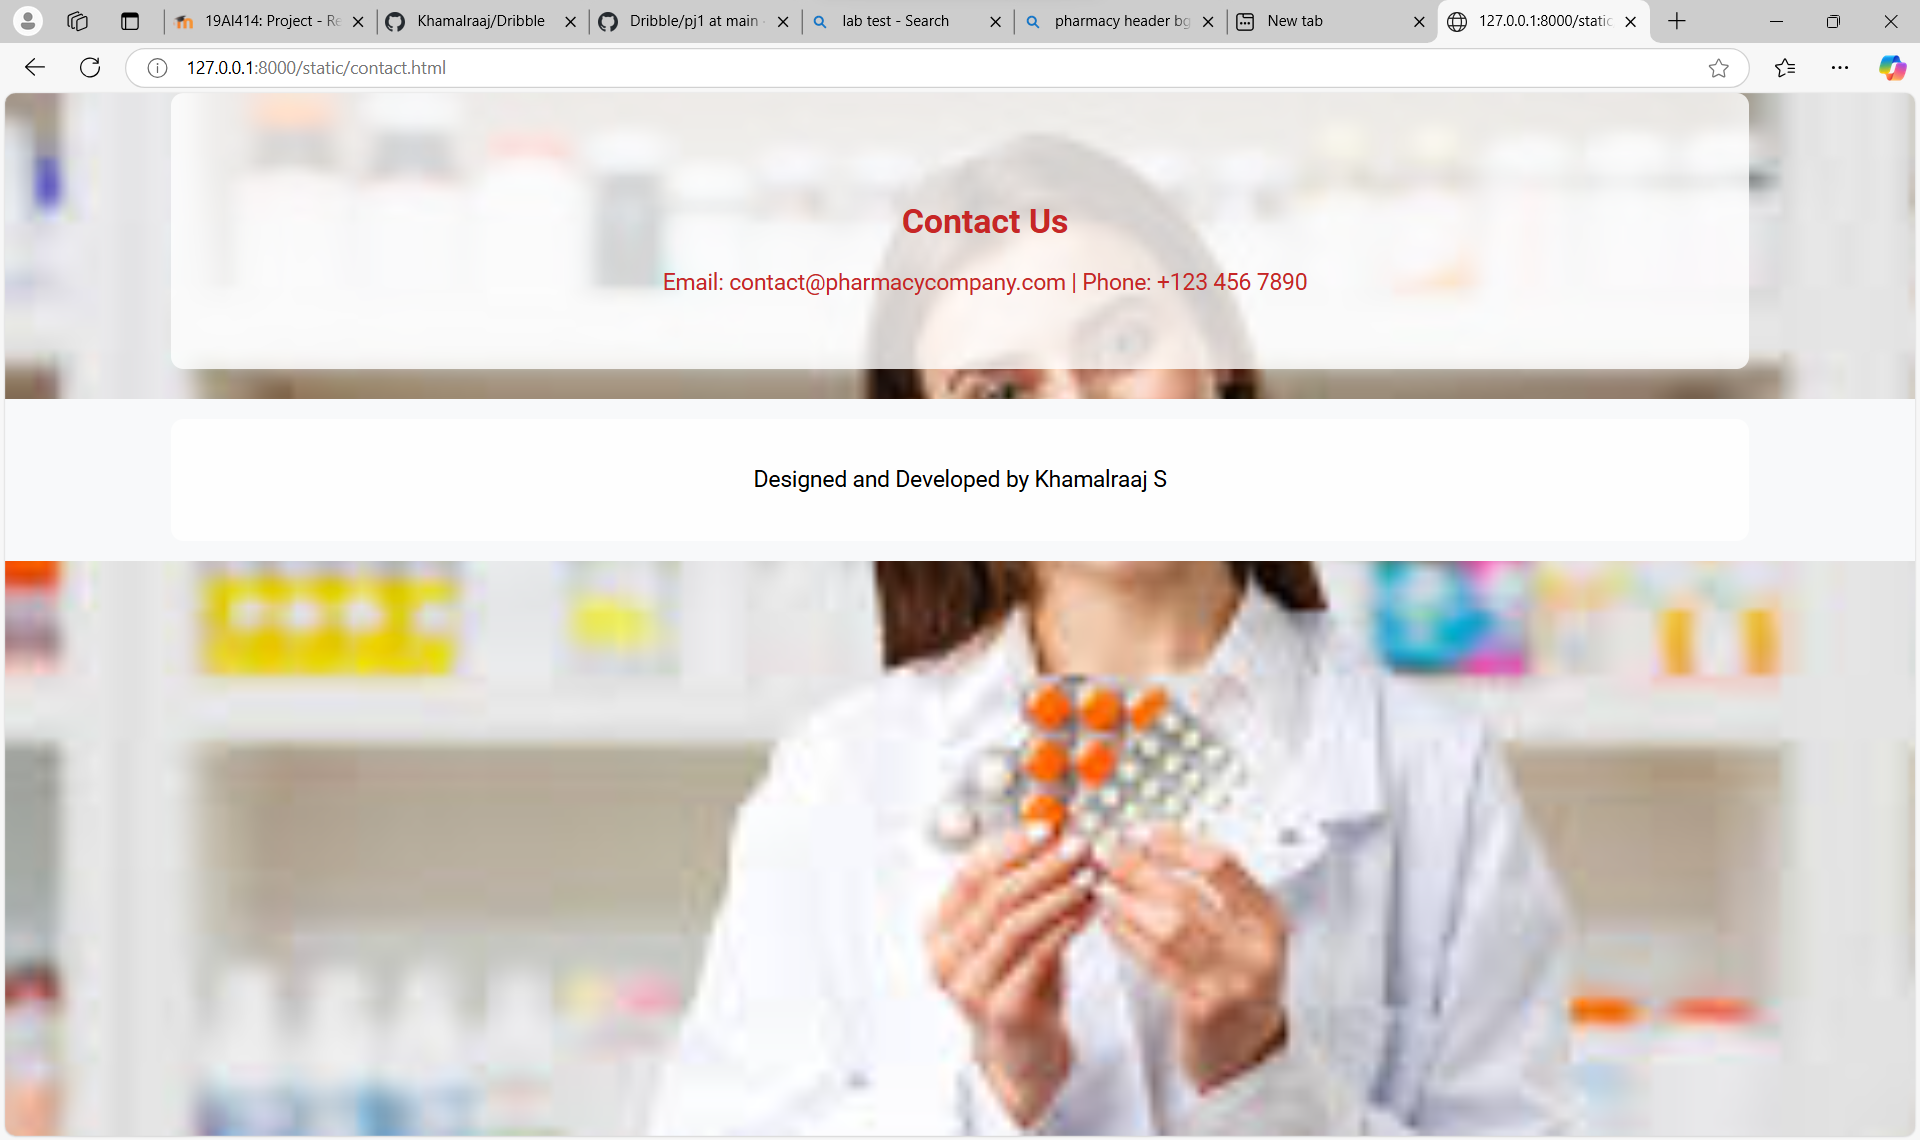 19AI414: Project - Re
Khamalraaj/Dribble
Dribble/pj1 at main
lab test - Search
pharmacy header bg
New tab
127.0.0.1:8000/static
127.0.0.1:8000/static/contact.html
Contact Us
Email: contact@pharmacycompany.com | Phone: +123 456 7890
Designed and Developed by Khamalraaj S